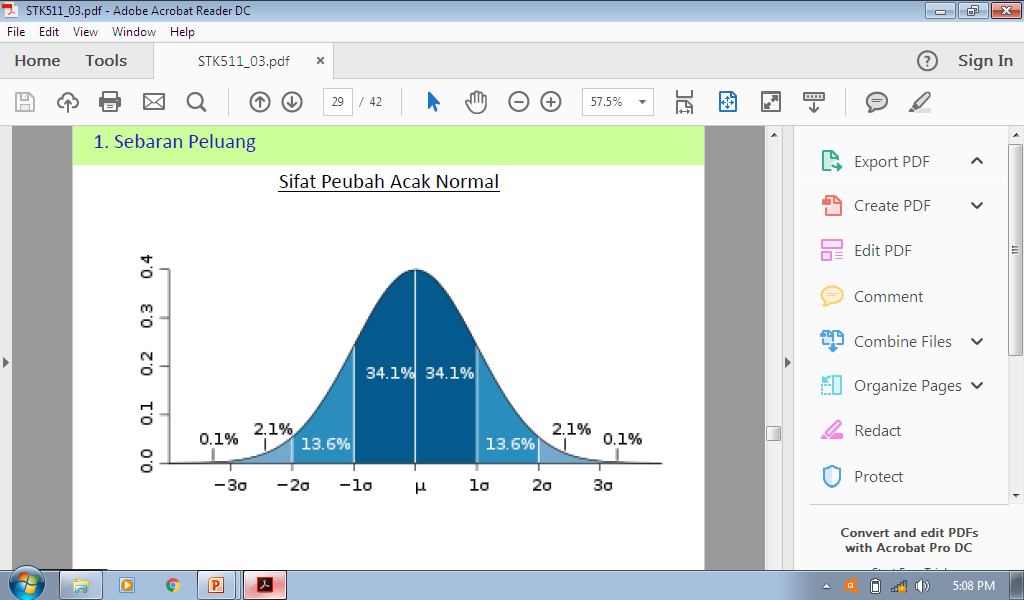 STK511_03.pdf - Adobe Acrobat Reader DC
File Edit View Window Help
Home Tools STK511_03.pdf × ? Sign In
29 / 42 57.5%
1. Sebaran Peluang
Sifat Peubah Acak Normal
0.4
0.3
0.2
0.1
0.0
34.1% 34.1%
0.1% 2.1% 13.6% 13.6% 2.1% 0.1%
−3σ −2σ −1σ μ 1σ 2σ 3σ
Export PDF
Create PDF
Edit PDF
Comment
Combine Files
Organize Pages
Redact
Protect
Convert and edit PDFs
with Acrobat Pro DC
5:08 PM